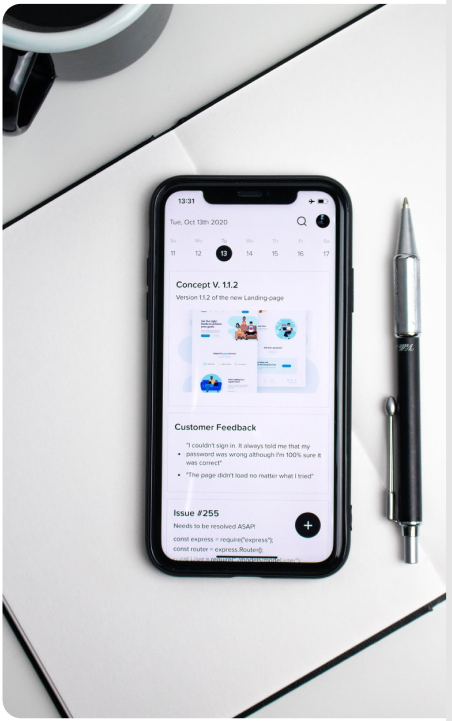 13:31
Tue, Oct 13th 2020
Su Mo Tu We Th Fr Sa
11 12 13 14 15 16 17
Concept V. 1.1.2
Version 1.1.2 of the new Landing-page
Customer Feedback
"I couldn't sign in. It always told me that my
• password was wrong although I'm 100% sure it
was correct"
• "The page didn't load no matter what I tried"
Issue #255
Needs to be resolved ASAP!
+
const express = require("express");
const router = express.Router();